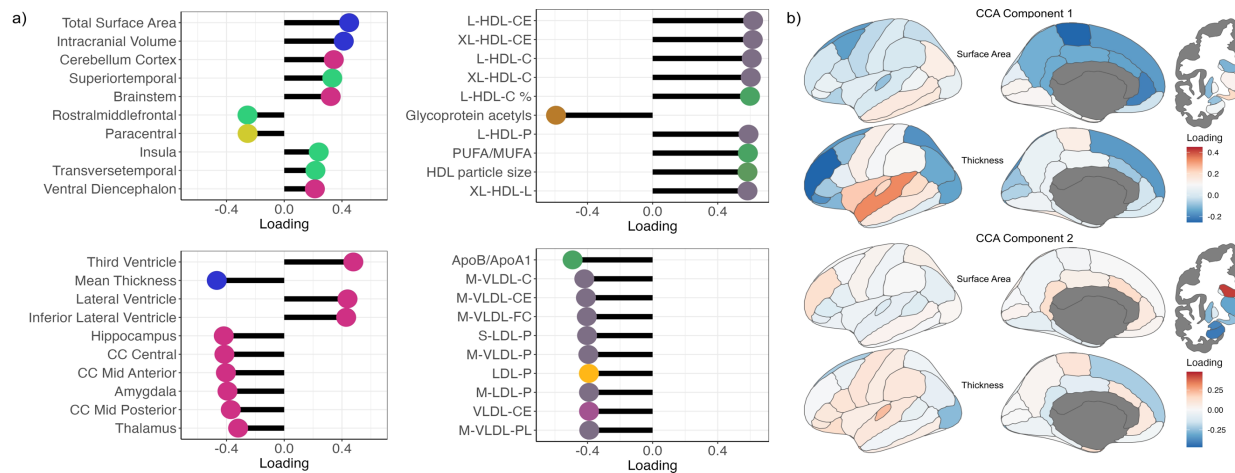 a)
Total Surface Area
Intracranial Volume
Cerebellum Cortex
Superiortemporal
Brainstem
Rostralmiddlefrontal
Paracentral
Insula
Transversetemporal
Ventral Diencephalon
-0.4 0.0 0.4
Loading
L-HDL-CE
XL-HDL-CE
L-HDL-C
XL-HDL-C
L-HDL-C %
Glycoprotein acetyls
L-HDL-P
PUFA/MUFA
HDL particle size
XL-HDL-L
-0.4 0.0 0.4
Loading
Third Ventricle
Mean Thickness
Lateral Ventricle
Inferior Lateral Ventricle
Hippocampus
CC Central
CC Mid Anterior
Amygdala
CC Mid Posterior
Thalamus
-0.4 0.0 0.4
Loading
ApoB/ApoA1
M-VLDL-C
M-VLDL-CE
M-VLDL-FC
S-LDL-P
M-VLDL-P
LDL-P
M-LDL-P
VLDL-CE
M-VLDL-PL
-0.4 0.0 0.4
Loading
b)
CCA Component 1
Surface Area
Thickness
Loading
0.4
0.2
0.0
-0.2
CCA Component 2
Surface Area
Thickness
Loading
0.25
0.00
-0.25